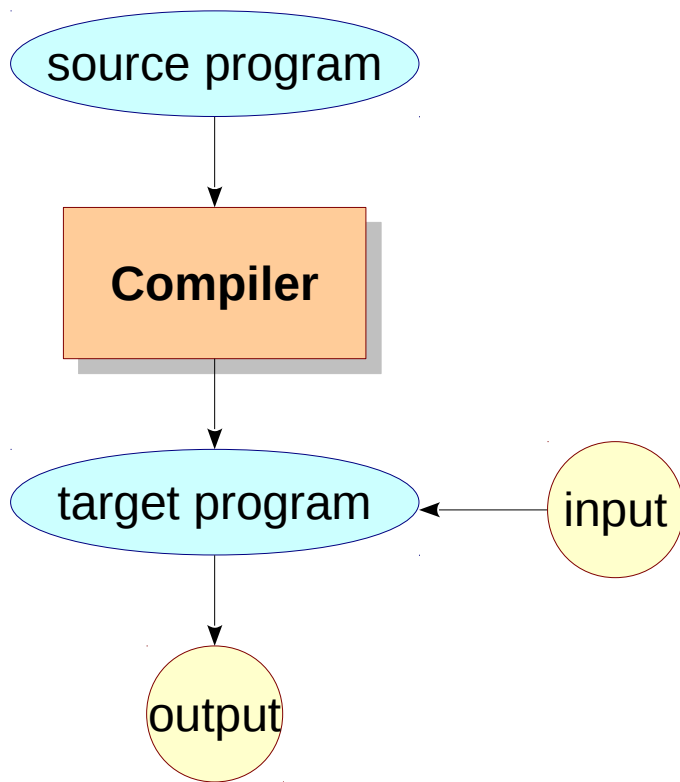 source program
Compiler
target program
input
output